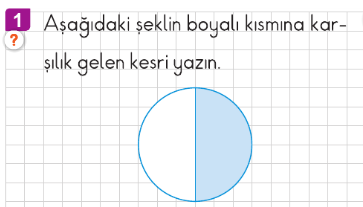 1 Aşağıdaki şeklin boyalı kısmına kar-
? şılık gelen kesri yazın.